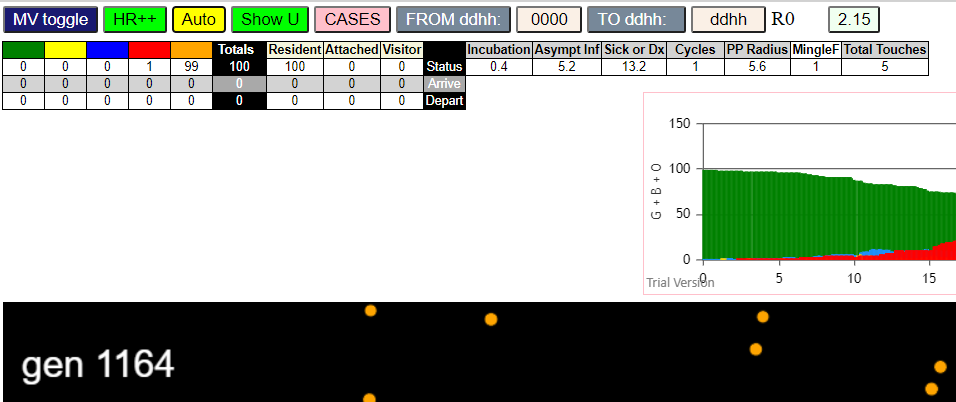 MV toggle HR++ Auto Show U CASES FROM ddhh: 0000 TO ddhh: ddhh R0 2.15
Totals Resident Attached Visitor Incubation Asympt Inf Sick or Dx Cycles PP Radius MingleF Total Touches
0 0 0 1 99 100 100 0 0 Status 0.4 5.2 13.2 1 5.6 1 5
0 0 0 0 0 0 0 0 0 Arrive
0 0 0 0 0 0 0 0 0 Depart
150
100
50
0
G + B + O
0 5 10 15
Trial Version
gen 1164